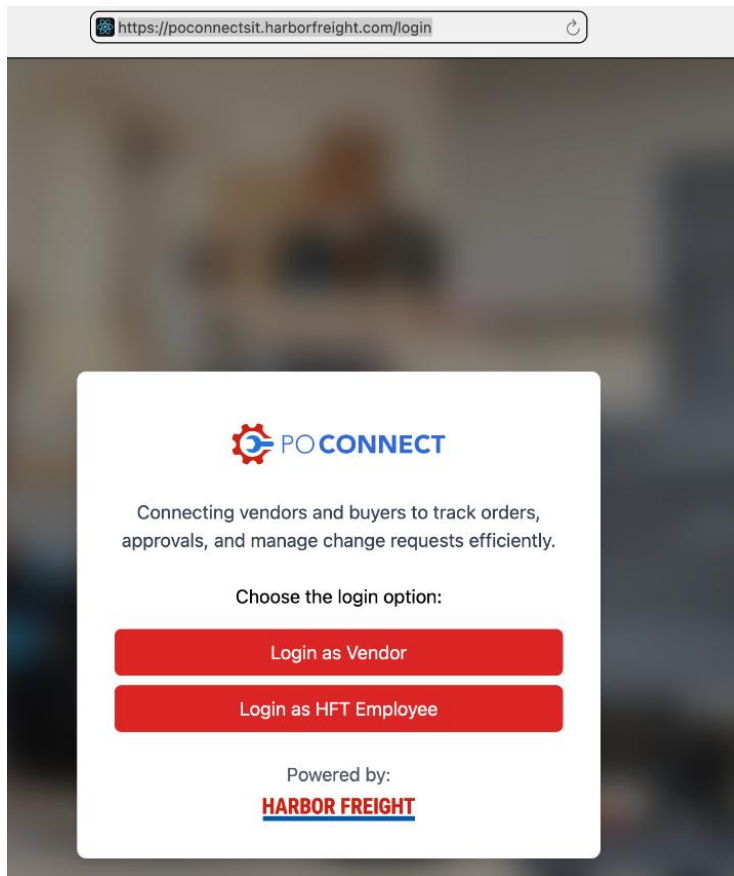 https://poconnectsit.harborfreight.com/login
PO CONNECT
Connecting vendors and buyers to track orders,
approvals, and manage change requests efficiently.
Choose the login option:
Login as Vendor
Login as HFT Employee
Powered by:
HARBOR FREIGHT